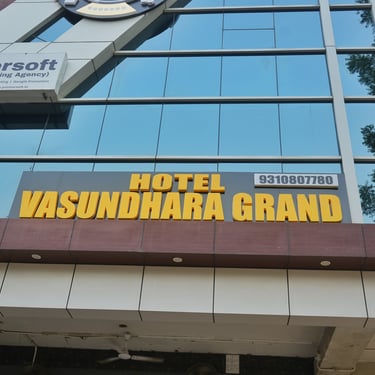 ersoft
ing Agency)
HOTEL
9310807780
VASUNDHARA GRAND